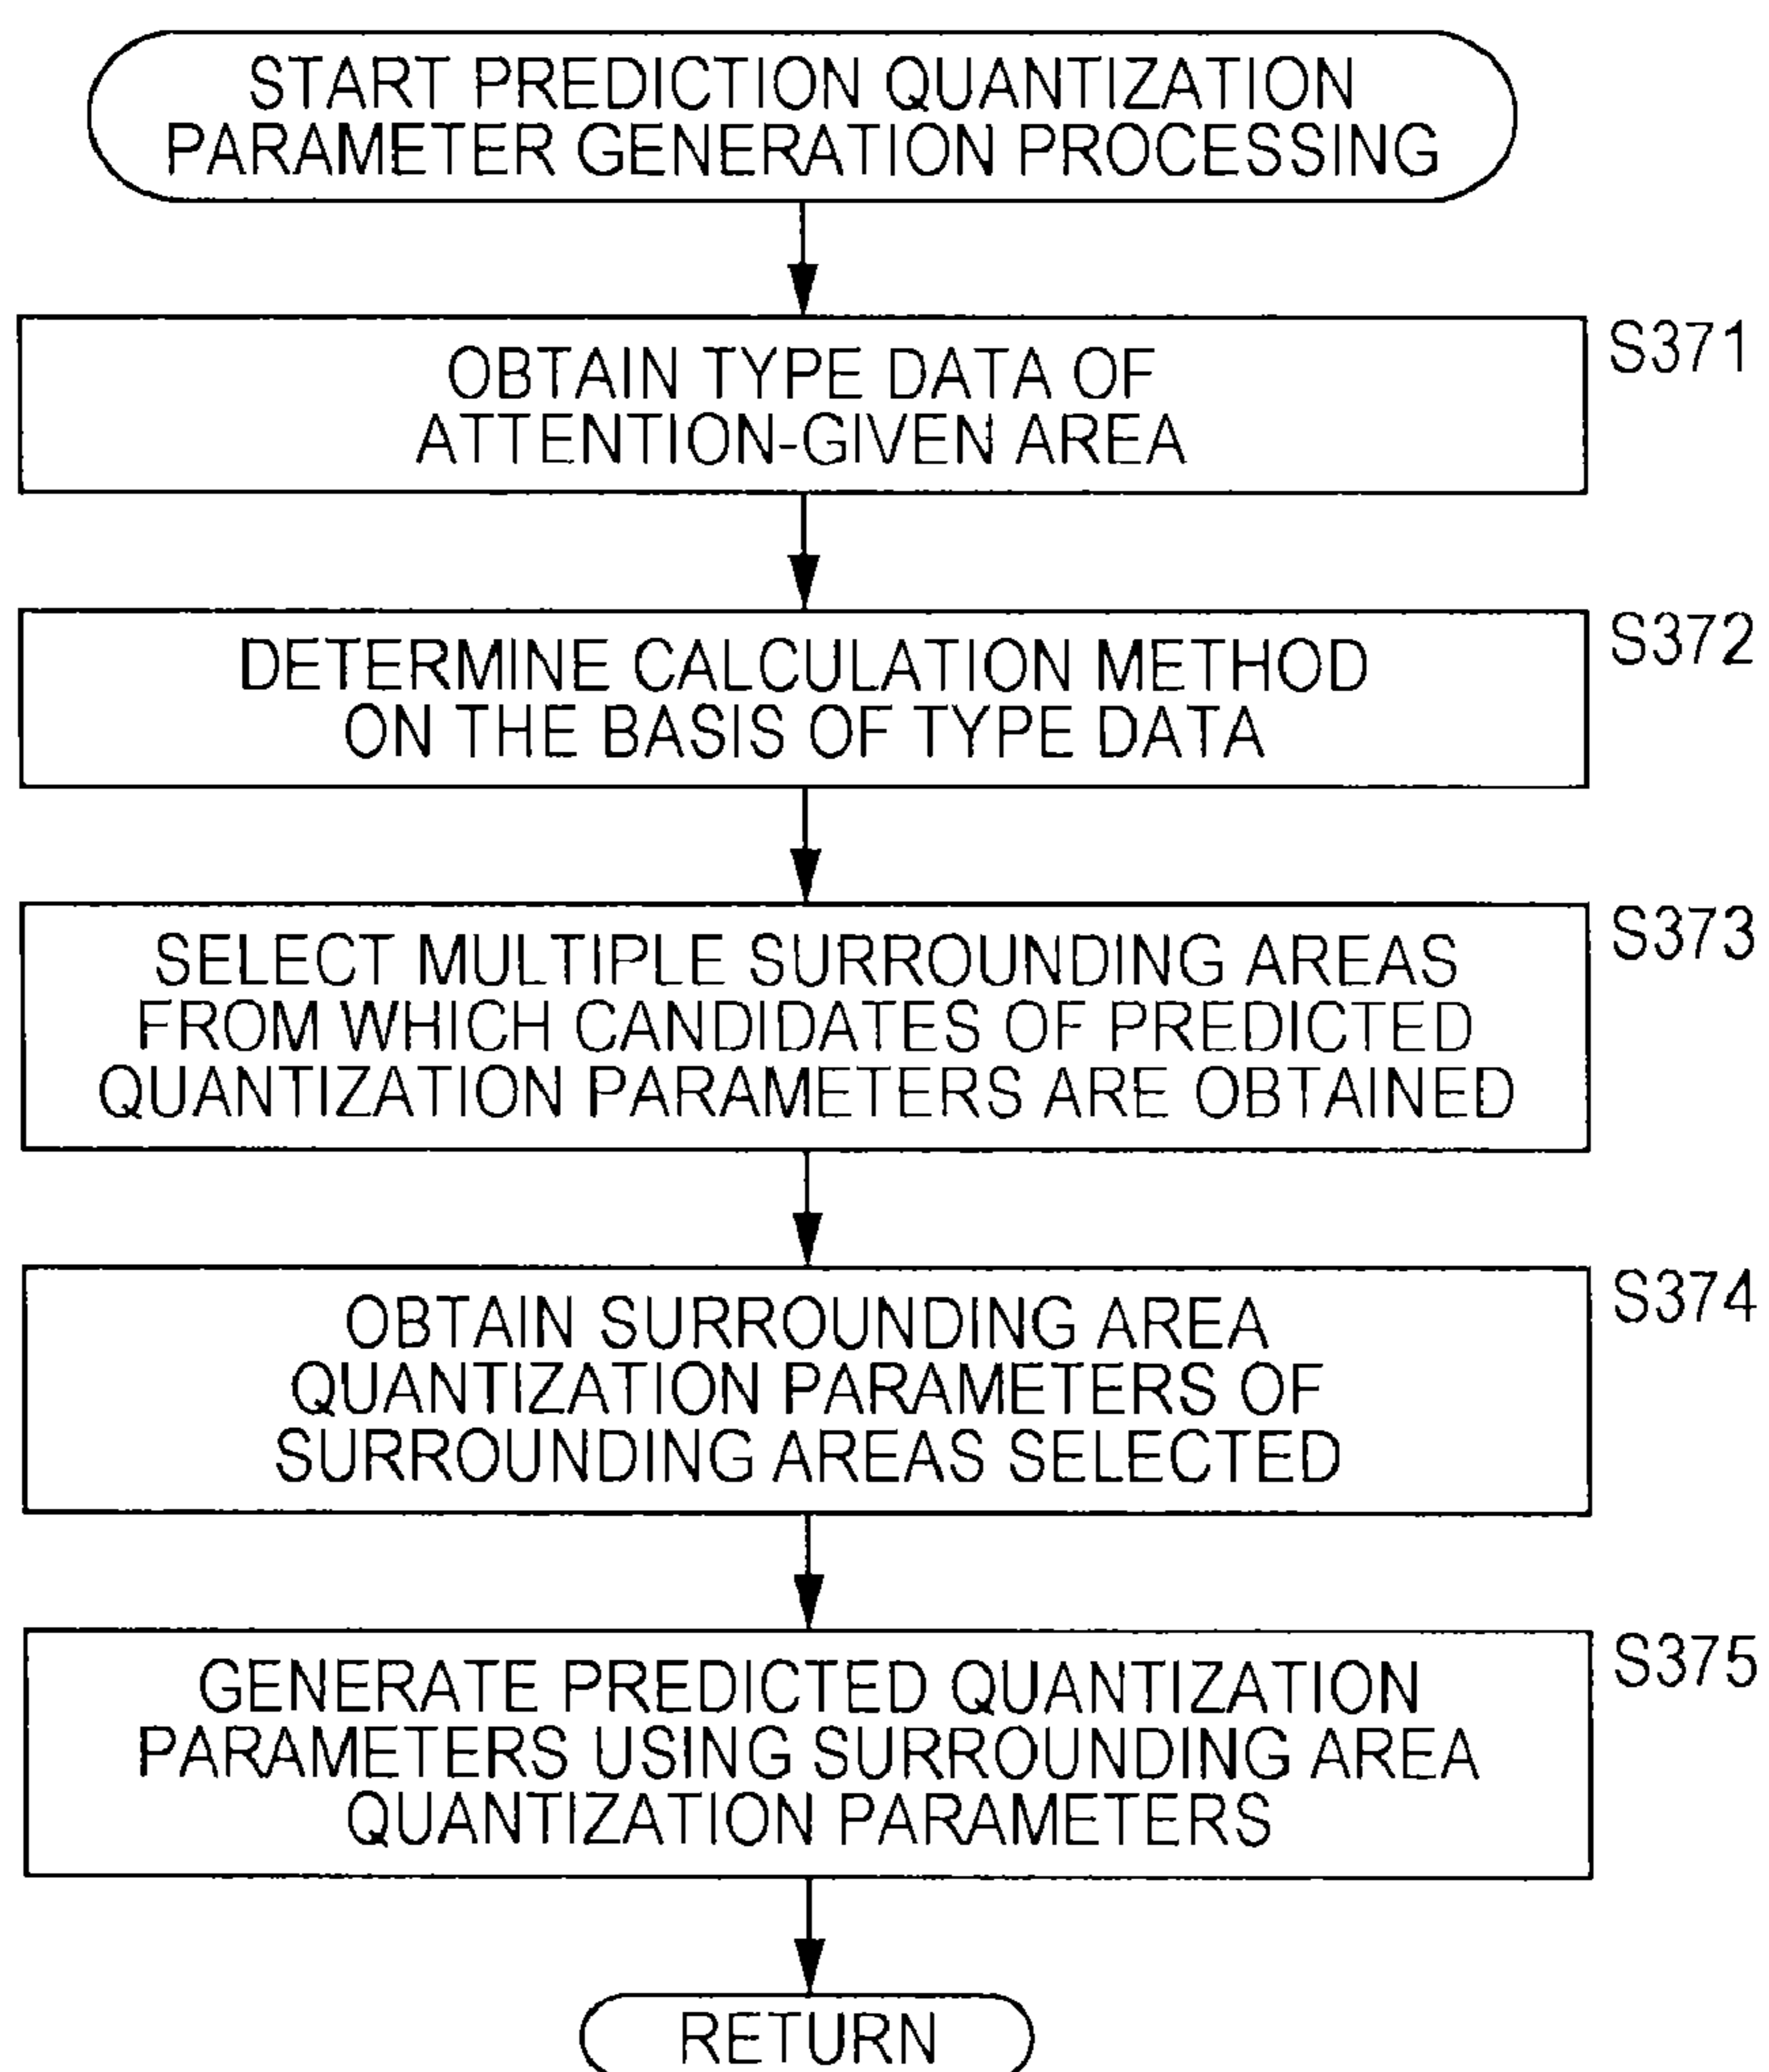 START PREDICTION QUANTIZATION
PARAMETER GENERATION PROCESSING
S371
OBTAIN TYPE DATA OF
ATTENTION-GIVEN AREA
S372
DETERMINE CALCULATION METHOD
ON THE BASIS OF TYPE DATA
S373
SELECT MULTIPLE SURROUNDING AREAS
FROM WHICH CANDIDATES OF PREDICTED
QUANTIZATION PARAMETERS ARE OBTAINED
S374
OBTAIN SURROUNDING AREA
QUANTIZATION PARAMETERS OF
SURROUNDING AREAS SELECTED
S375
GENERATE PREDICTED QUANTIZATION
PARAMETERS USING SURROUNDING AREA
QUANTIZATION PARAMETERS
RETURN